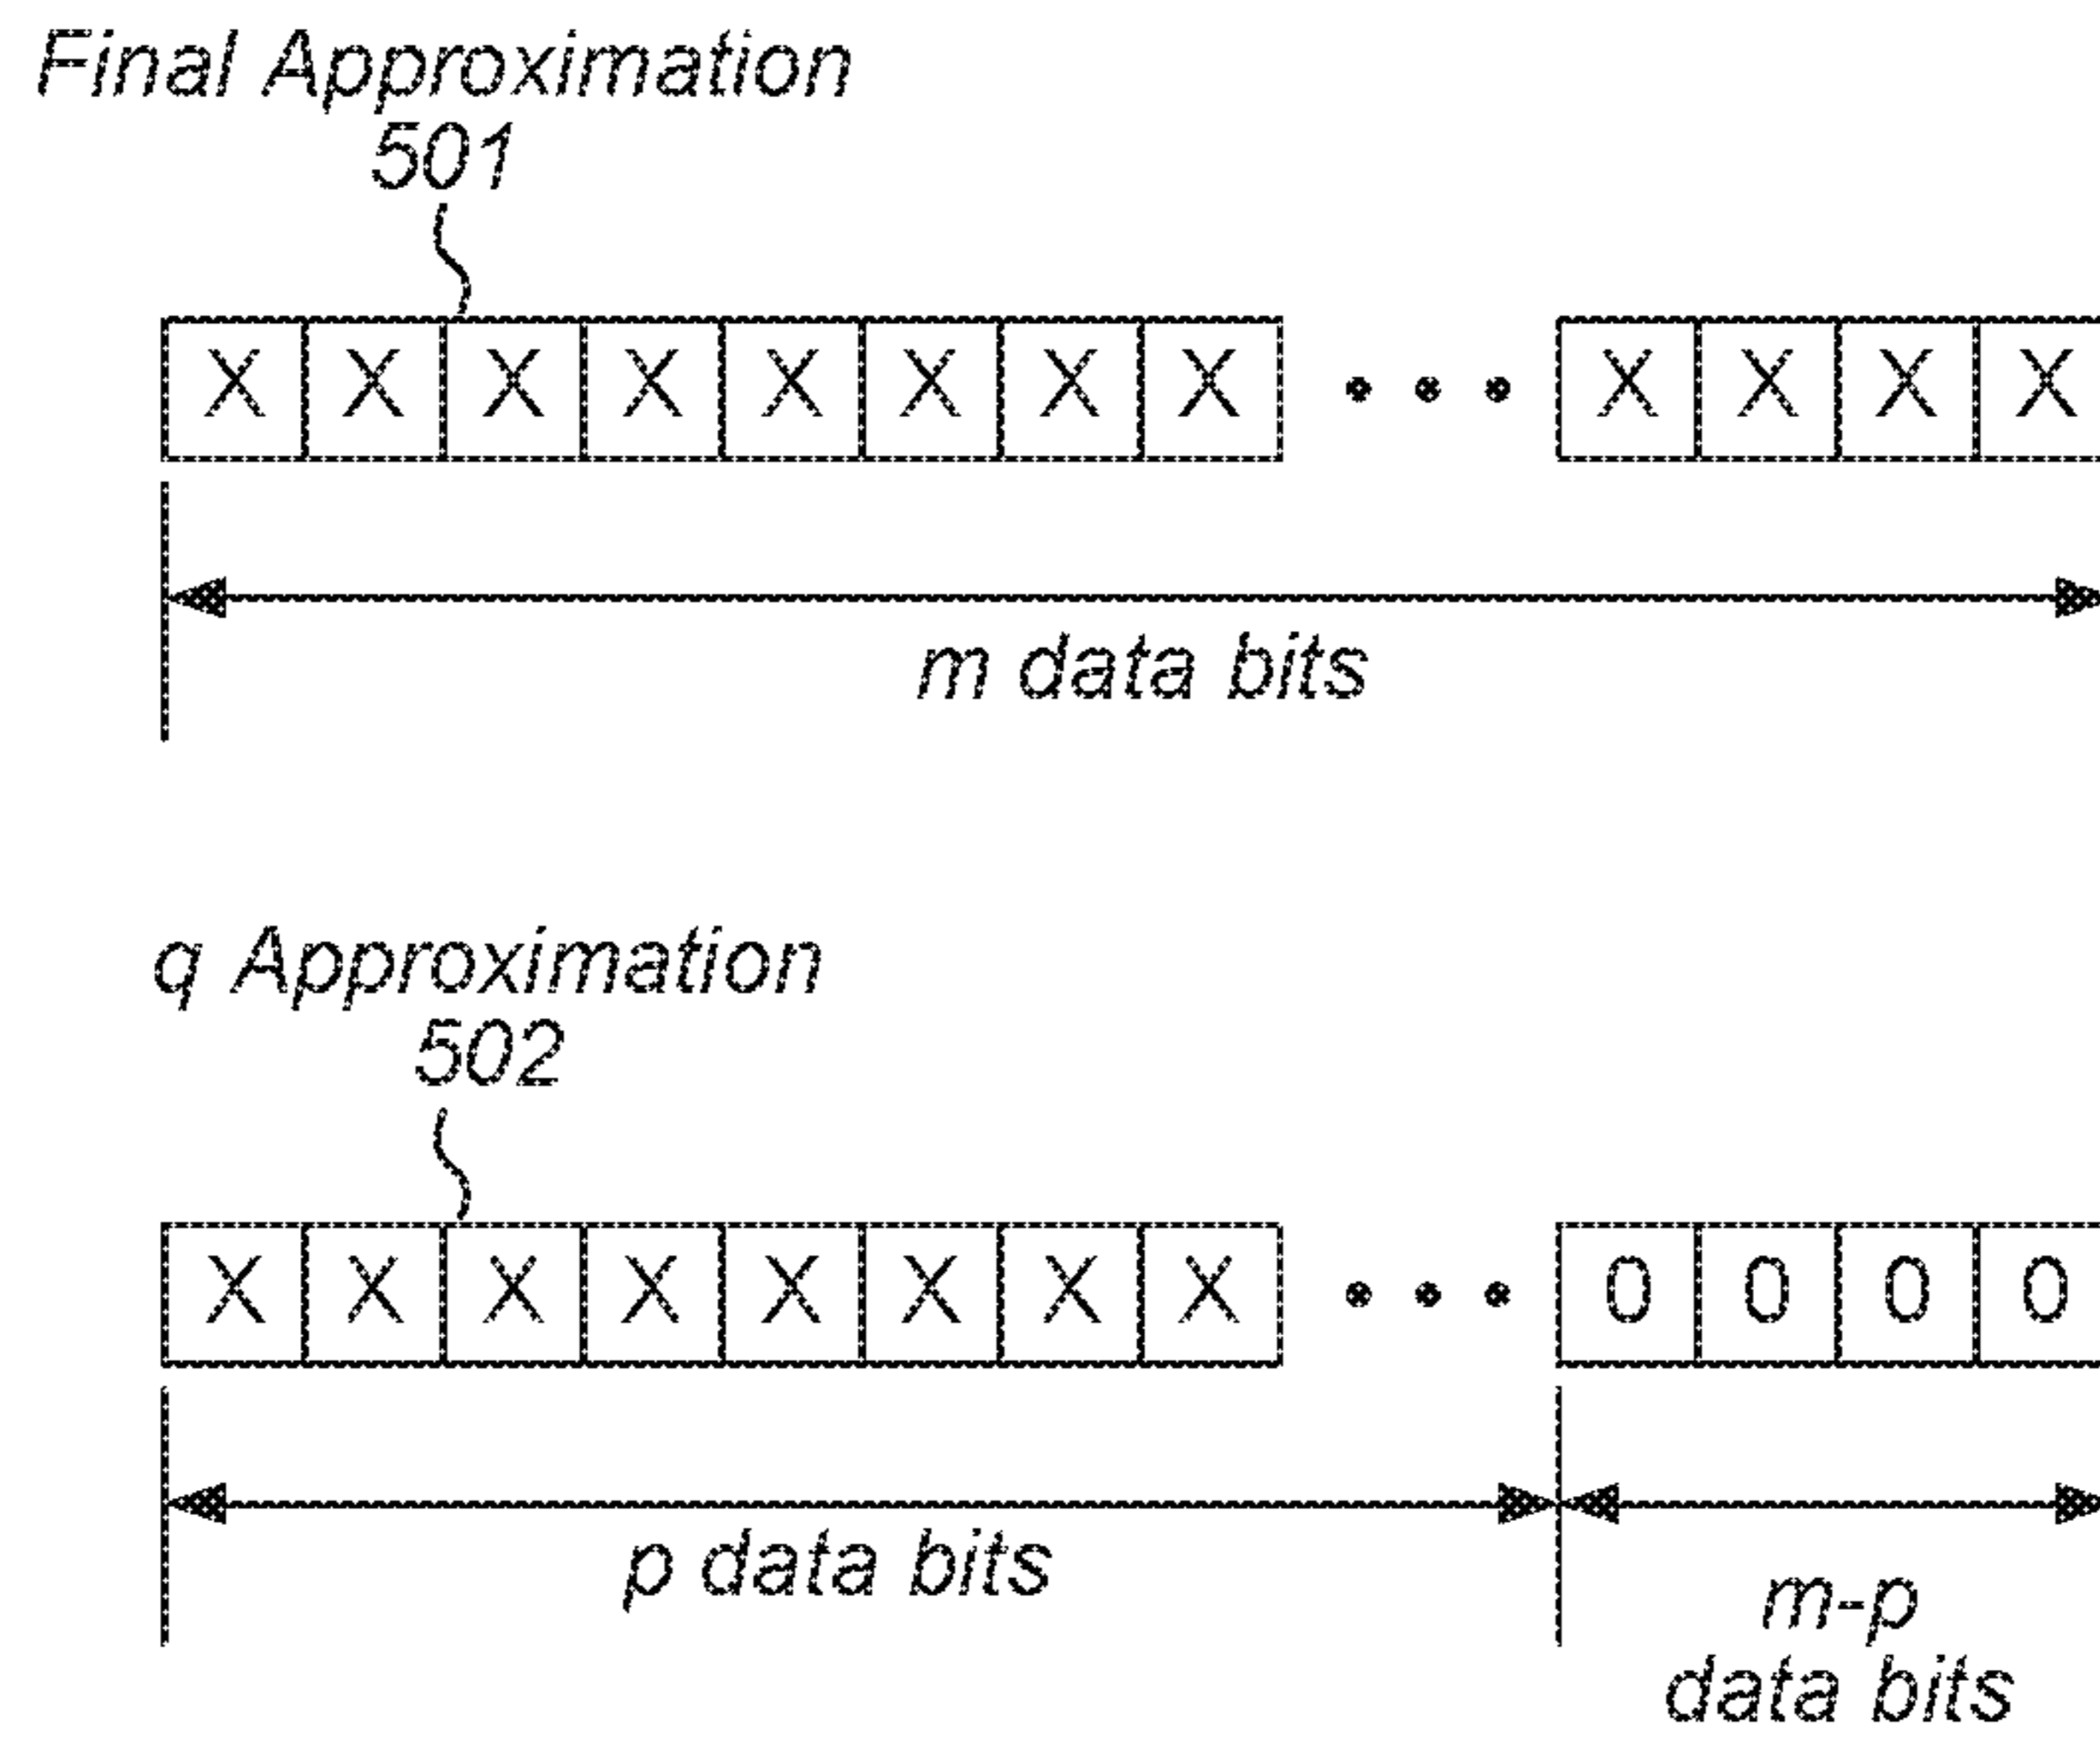 Final Approximation
501
X X X X X X X X • • • X X X X
m data bits
q Approximation
502
X X X X X X X X • • • 0 0 0 0
p data bits
m-p
data bits